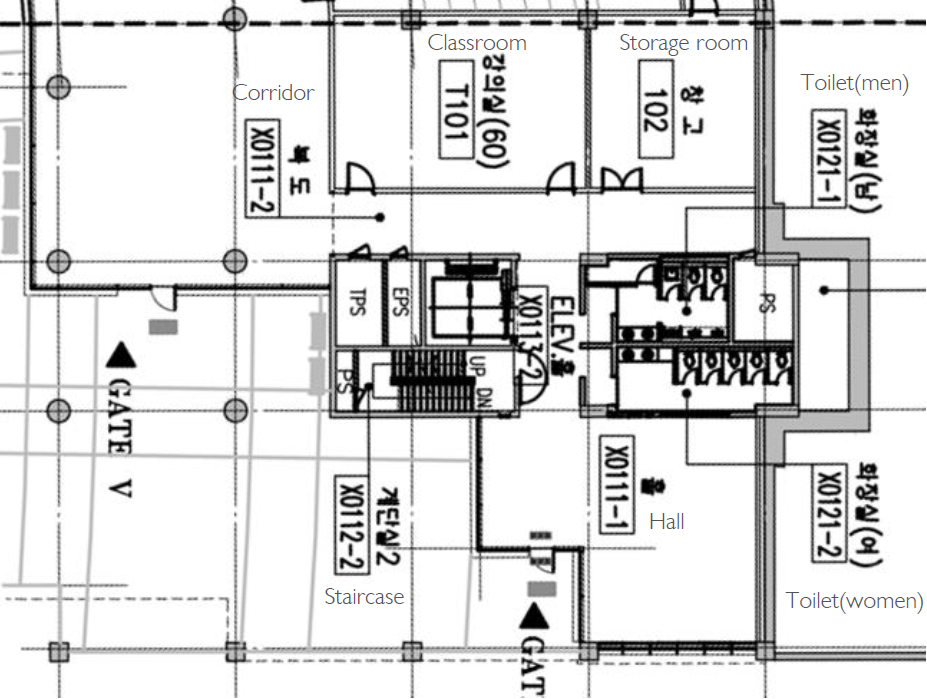 Classroom
강의실(60)
T101
Storage room
창 고
102
Corridor
복 도
X0111-2
Toilet(men)
화장실(남)
X0121-1
TPS
EPS
PS
UP
DN
ELEV.홀
X0113-2
PS
GATE V
계단실2
X0112-2
Staircase
홀
X0111-1
Hall
화장실(여)
X0121-2
Toilet(women)
GAT